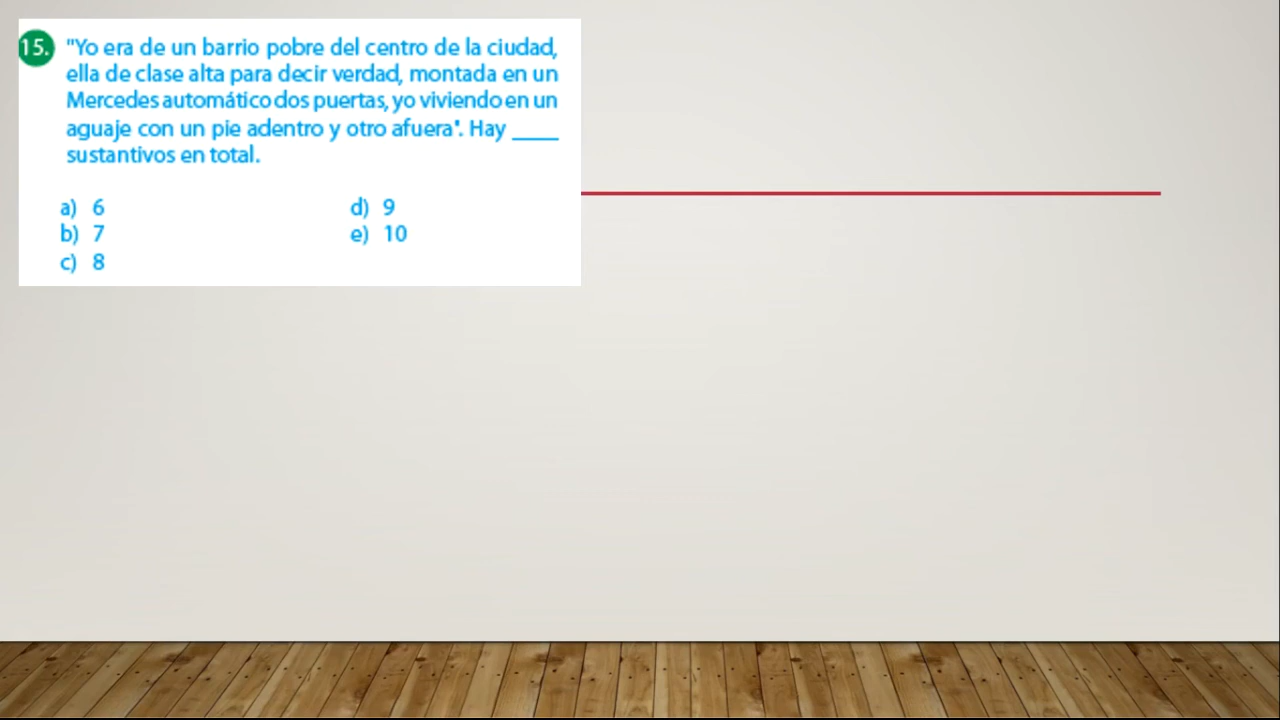 15. "Yo era de un barrio pobre del centro de la ciudad,
ella de clase alta para decir verdad, montada en un
Mercedes automático dos puertas, yo viviendo en un
aguaje con un pie adentro y otro afuera". Hay ____
sustantivos en total.
a) 6
b) 7
c) 8
d) 9
e) 10